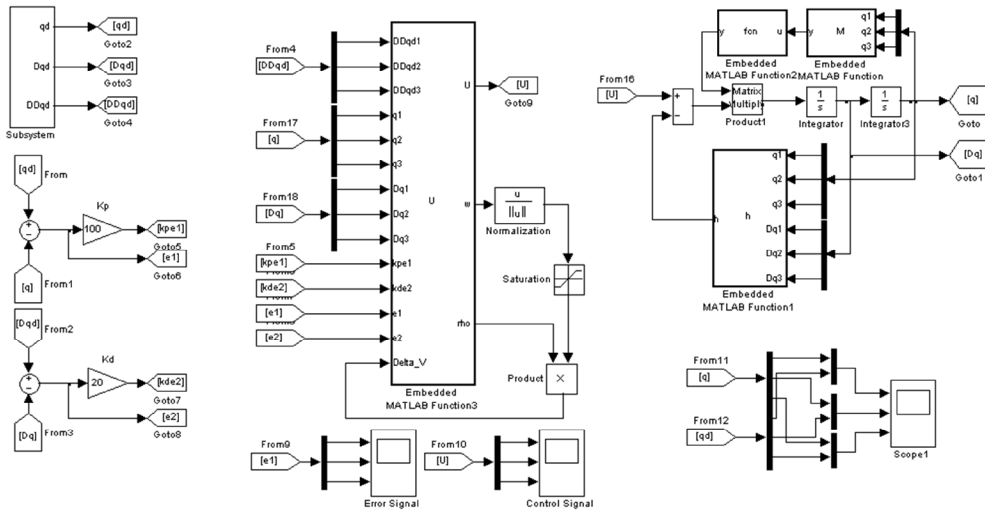 qd
[qd]
Goto2
Dqd
[Dqd]
Goto3
DDqd
[DDqd]
Goto4
Subsystem
[qd]
From
Kp
100
[kpe1]
Goto5
[e1]
Goto6
[q]
From1
[Dqd]
From2
Kd
20
[kde2]
Goto7
[e2]
Goto8
[Dq]
From3
From4
[DDqd]
DDqd1
DDqd2
DDqd3
From17
[q]
q1
q2
q3
From18
[Dq]
Dq1
Dq2
Dq3
From5
[kpe1]
kpe1
[kde2]
kde2
[e1]
e1
[e2]
e2
Delta_V
U
U
w
rho
Embedded
MATLAB Function3
[U]
Goto9
u
||u||
Normalization
Saturation
Product
×
From9
[e1]
Error Signal
From10
[U]
Control Signal
y
fcn
u
Embedded
MATLAB Function2
y
M
q1
q2
q3
Embedded
MATLAB Function
From16
[U]
+
−
Matrix
Multiply
Product1
1
s
Integrator
1
s
Integrator3
[q]
Goto
[Dq]
Goto1
h
h
q1
q2
q3
Dq1
Dq2
Dq3
Embedded
MATLAB Function1
From11
[q]
From12
[qd]
Scope1